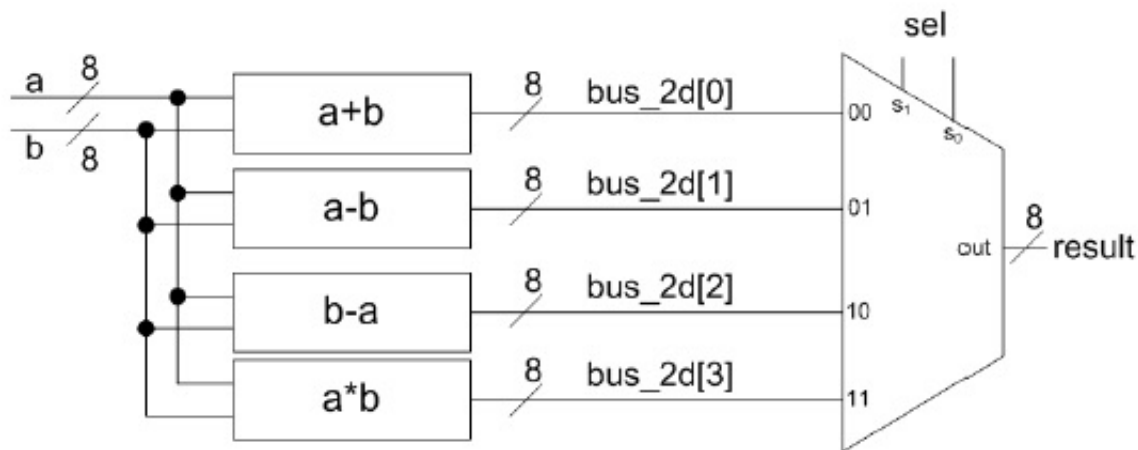 sel
a 8
b 8
a+b
8 bus_2d[0]
00
s1
s0
a-b
8 bus_2d[1]
01
out
8 result
b-a
8 bus_2d[2]
10
a*b
8 bus_2d[3]
11